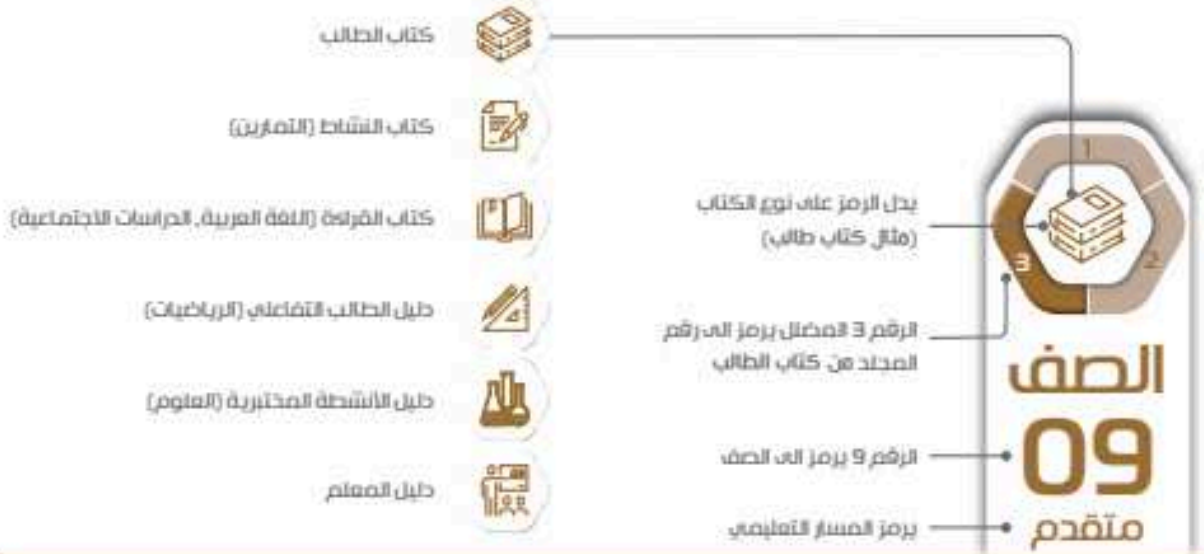 1
2
3
الصف
09
متقدم
يدل الرمز على نوع الكتاب
(مثال كتاب طالب)
الرقم 3 المضلل يرمز الى رقم
المجلد من كتاب الطالب
الرقم 9 يرمز الى الصف
يرمز المسار التعليمي
كتاب الطالب
كتاب النشاط (التمارين)
كتاب القراءة (اللغة العربية, الدراسات الاجتماعية)
دليل الطالب التفاعلي (الرياضيات)
دليل الأنشطة المختبرية (العلوم)
دليل المعلم